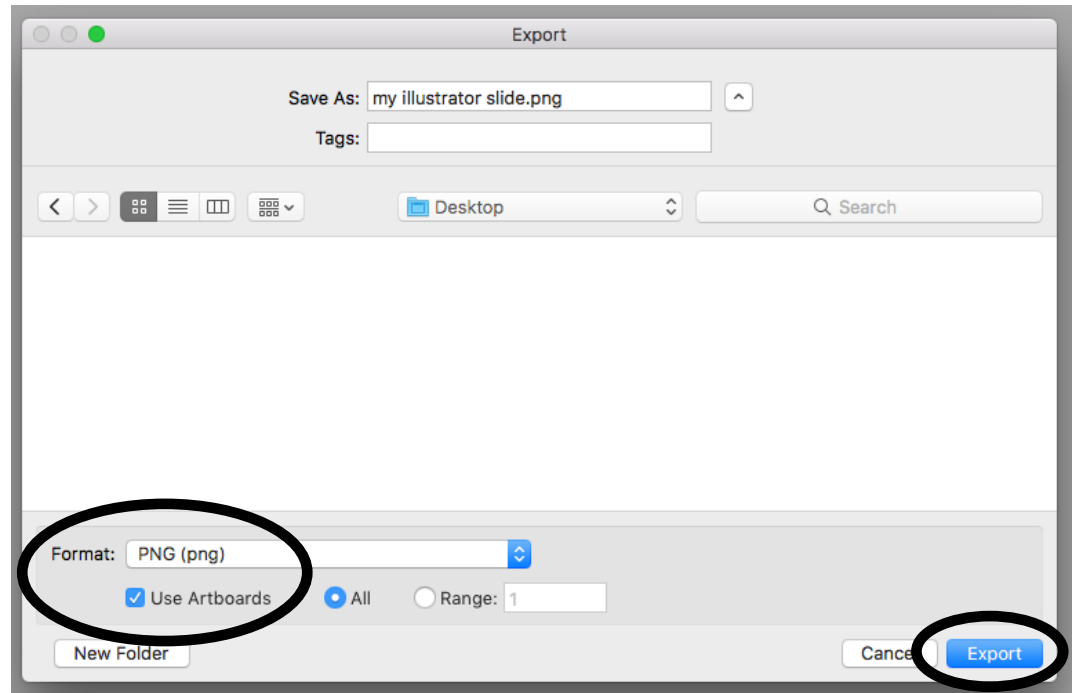 Export
Save As: my illustrator slide.png
Tags:
Desktop
Search
Format: PNG (png)
Use Artboards All Range: 1
New Folder Cance Export